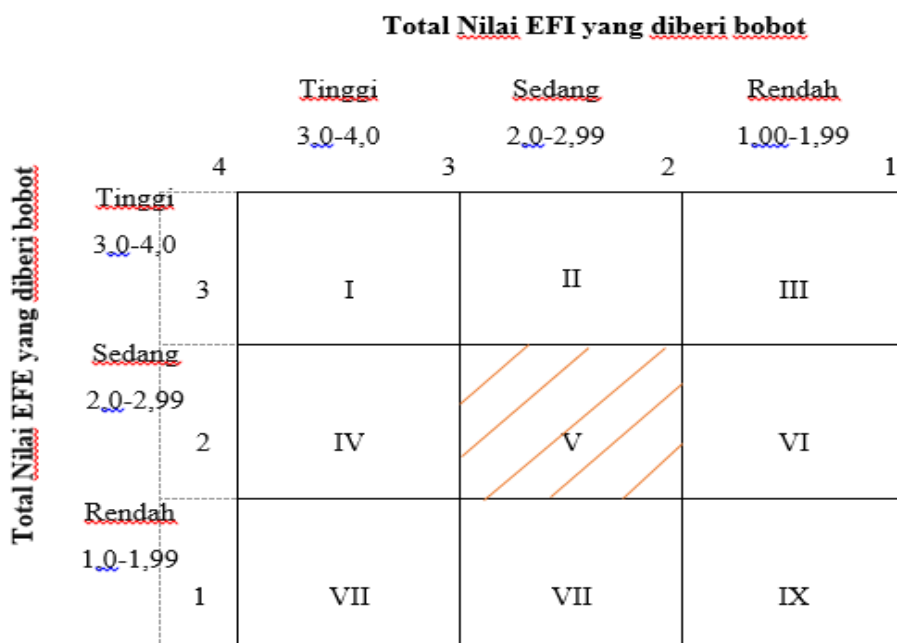 Total Nilai EFI yang diberi bobot
Tinggi Sedang Rendah
3,0-4,0 2,0-2,99 1,00-1,99
4 3 2 1
Total Nilai EFE yang diberi bobot
Tinggi
3,0-4,0
3 I II III
Sedang
2,0-2,99
2 IV V VI
Rendah
1,0-1,99
1 VII VII IX